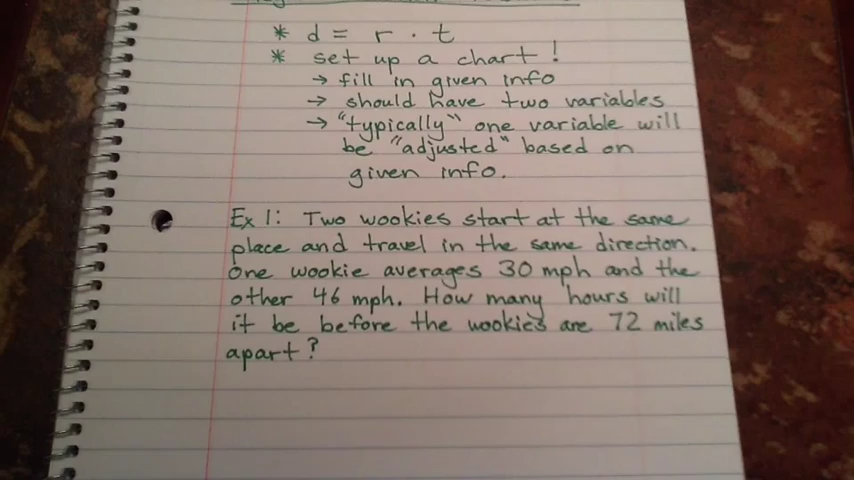 * d = r · t
* set up a chart!
→ fill in given info
→ should have two variables
→ "typically" one variable will
be "adjusted" based on
given info.
Ex 1: Two wookies start at the same
place and travel in the same direction.
One wookie averages 30 mph and the
other 46 mph. How many hours will
it be before the wookies are 72 miles
apart?